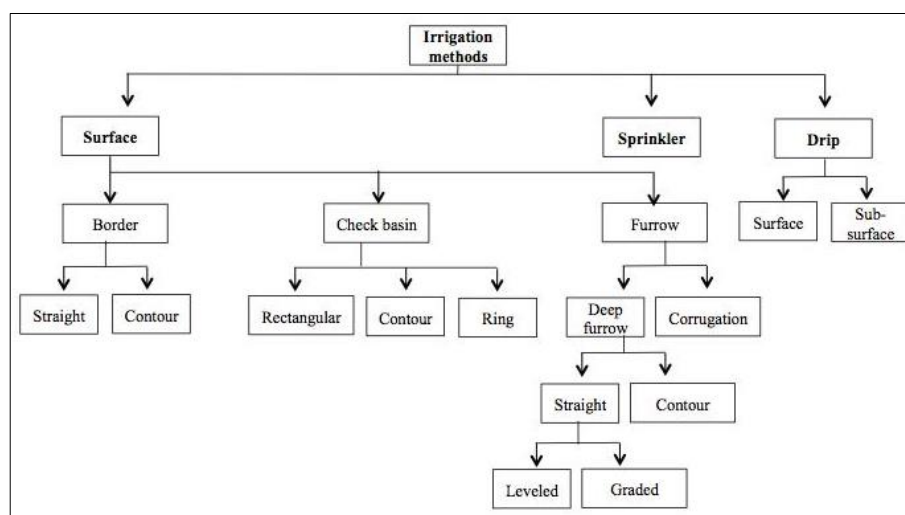 Irrigation
methods
Surface
Sprinkler
Drip
Border
Check basin
Furrow
Surface
Sub-
surface
Straight
Contour
Rectangular
Contour
Ring
Deep
furrow
Corrugation
Straight
Contour
Leveled
Graded